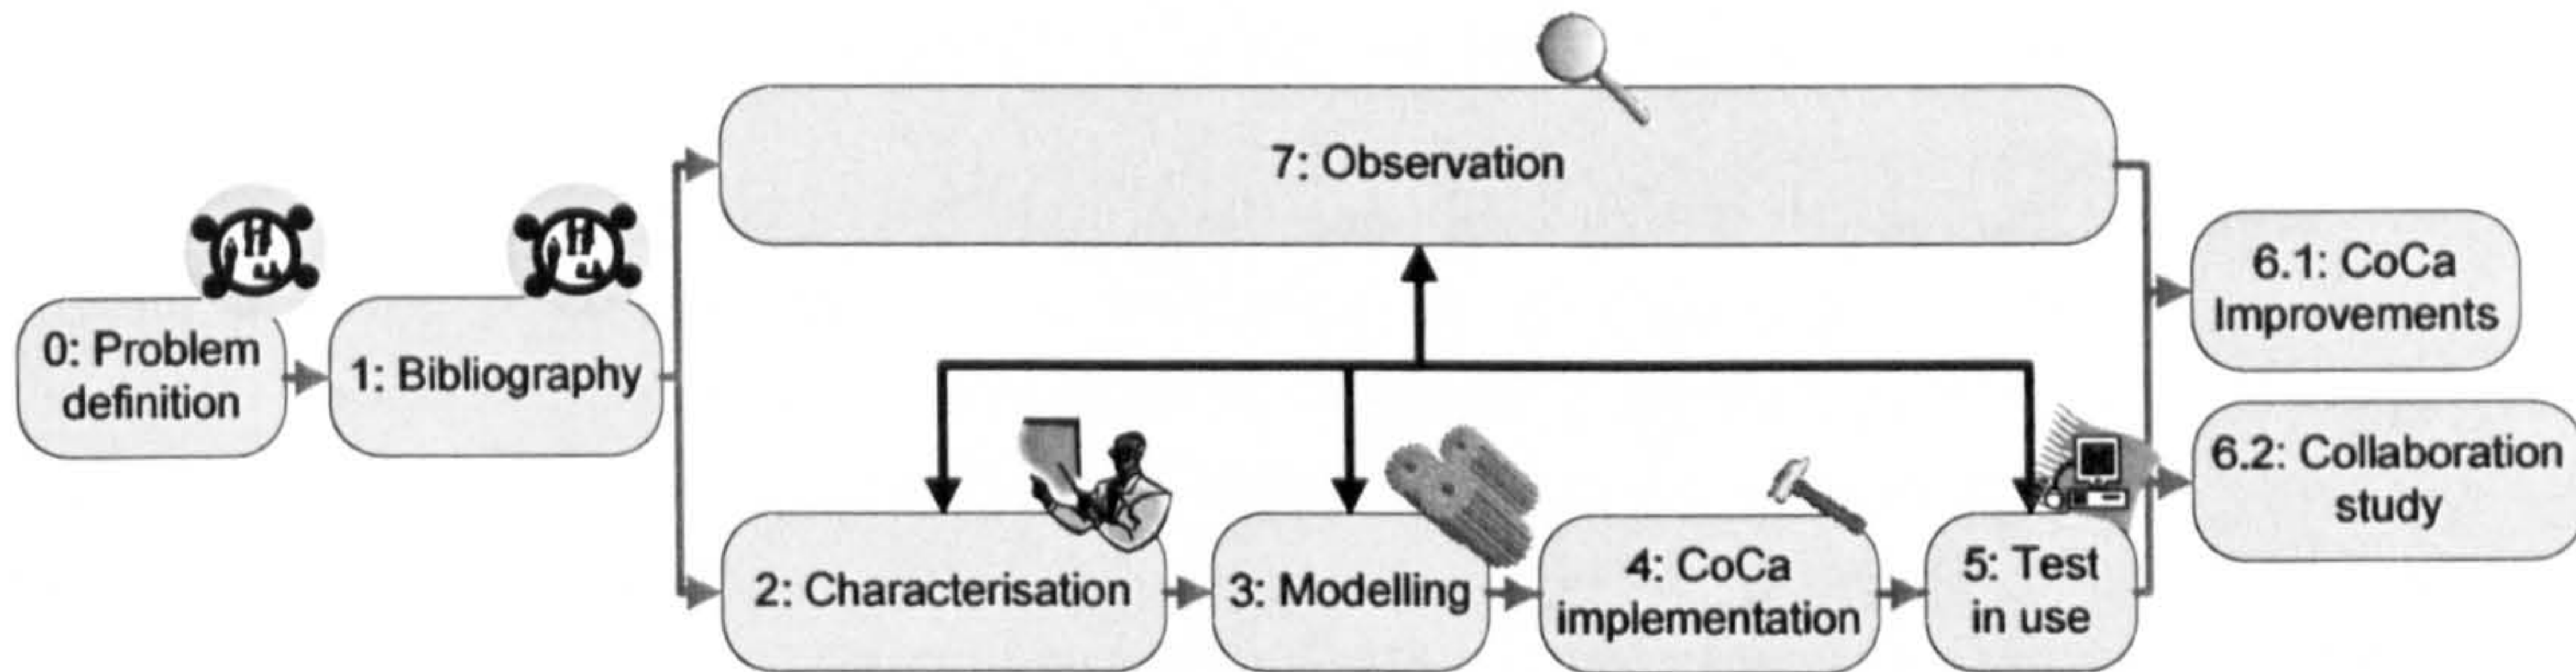 7: Observation
0: Problem
definition
1: Bibliography
6.1: CoCa
Improvements
6.2: Collaboration
study
2: Characterisation
3: Modelling
4: CoCa
implementation
5: Test
in use